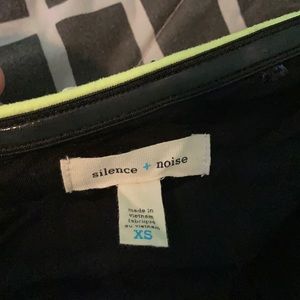 silence + noise
made in
vietnam
fabriqué
au vietnam
XS